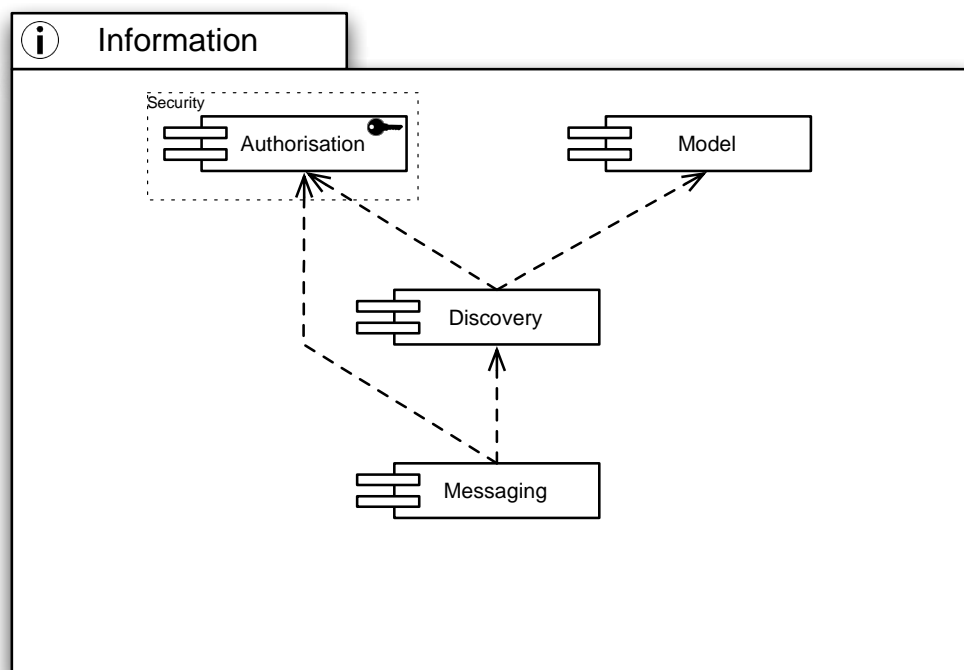 Information
Security
Authorisation
Model
Discovery
Messaging